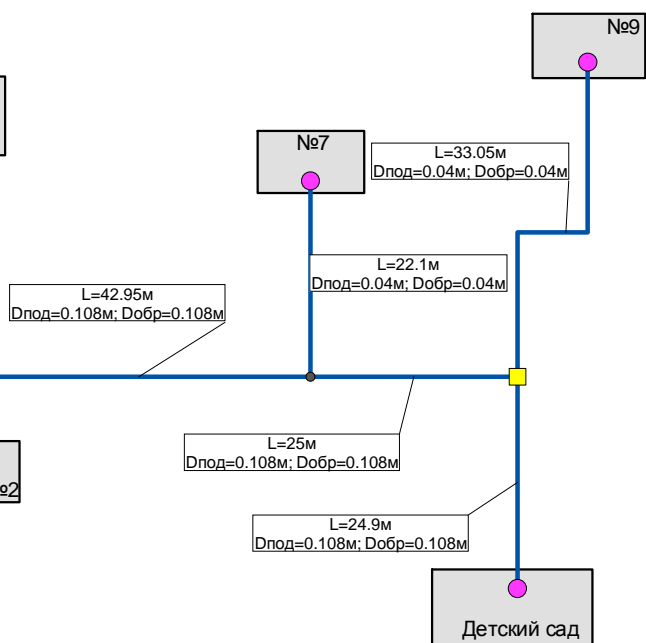 №9
№7
L=33.05м
Dпод=0.04м; Dобр=0.04м
L=22.1м
Dпод=0.04м; Dобр=0.04м
L=42.95м
Dпод=0.108м; Dобр=0.108м
L=25м
Dпод=0.108м; Dобр=0.108м
№2
L=24.9м
Dпод=0.108м; Dобр=0.108м
Детский сад